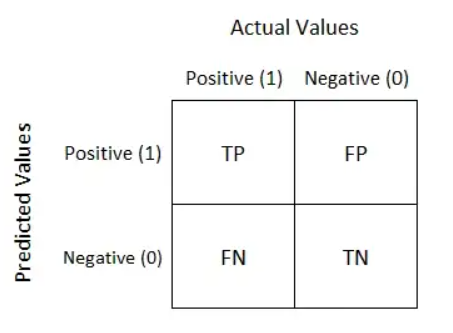 Actual Values
Positive (1) Negative (0)
Predicted Values
Positive (1) TP FP
Negative (0) FN TN